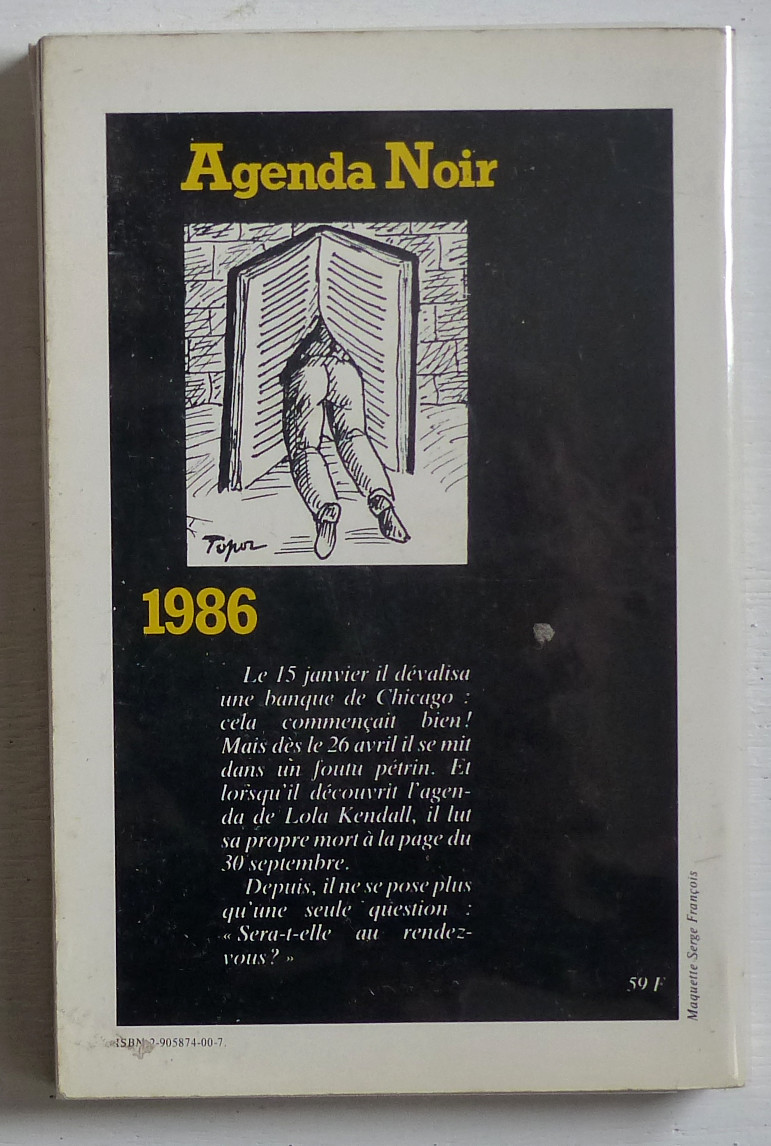 Agenda Noir
Topor
1986
Le 15 janvier il dévalisa
une banque de Chicago :
cela commençait bien !
Mais dès le 26 avril il se mit
dans un foutu pétrin. Et
lorsqu'il découvrit l'agen-
da de Lola Kendall, il lut
sa propre mort à la page du
30 septembre.
Depuis, il ne se pose plus
qu'une seule question :
« Sera-t-elle au rendez-
vous ? »
59 F
Maquette Serge François
ISBN 2-905874-00-7.